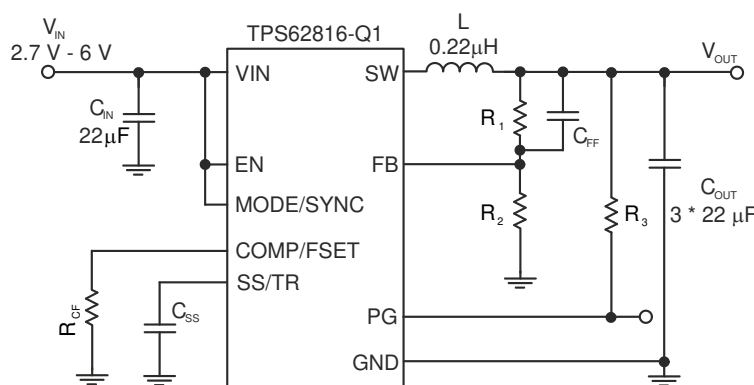 TPS62816-Q1
V_IN
2.7 V - 6 V
L
0.22μH
V_OUT
VIN
SW
C_IN
22μF
R_1
C_FF
EN
FB
MODE/SYNC
R_2
R_3
C_OUT
3 * 22 μF
COMP/FSET
SS/TR
R_CF
C_SS
PG
GND